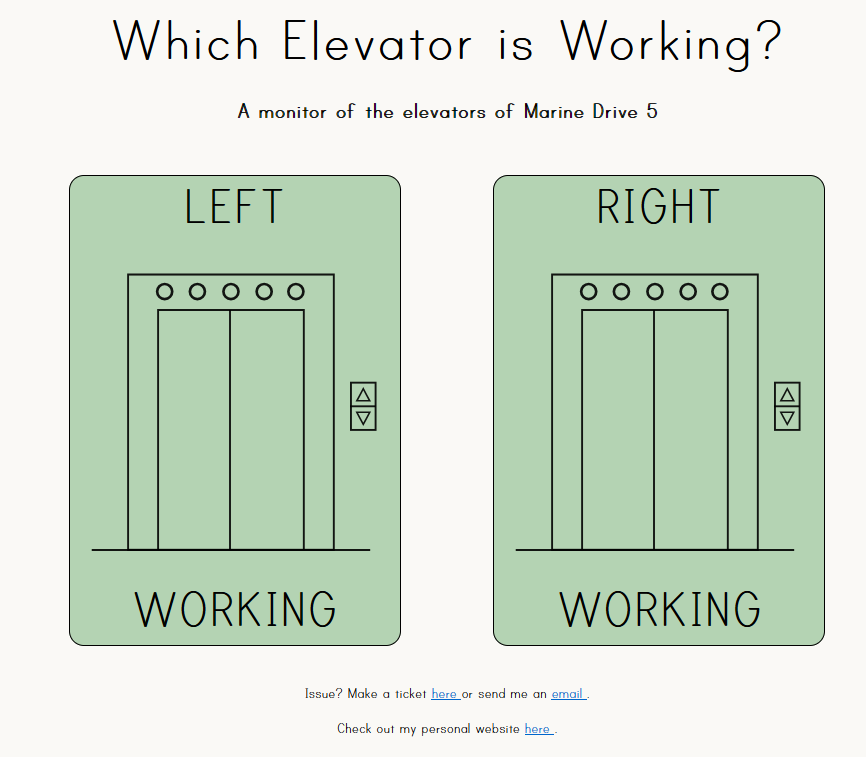 Which Elevator is Working?
A monitor of the elevators of Marine Drive 5
LEFT
RIGHT
WORKING
WORKING
Issue? Make a ticket here or send me an email .
Check out my personal website here .